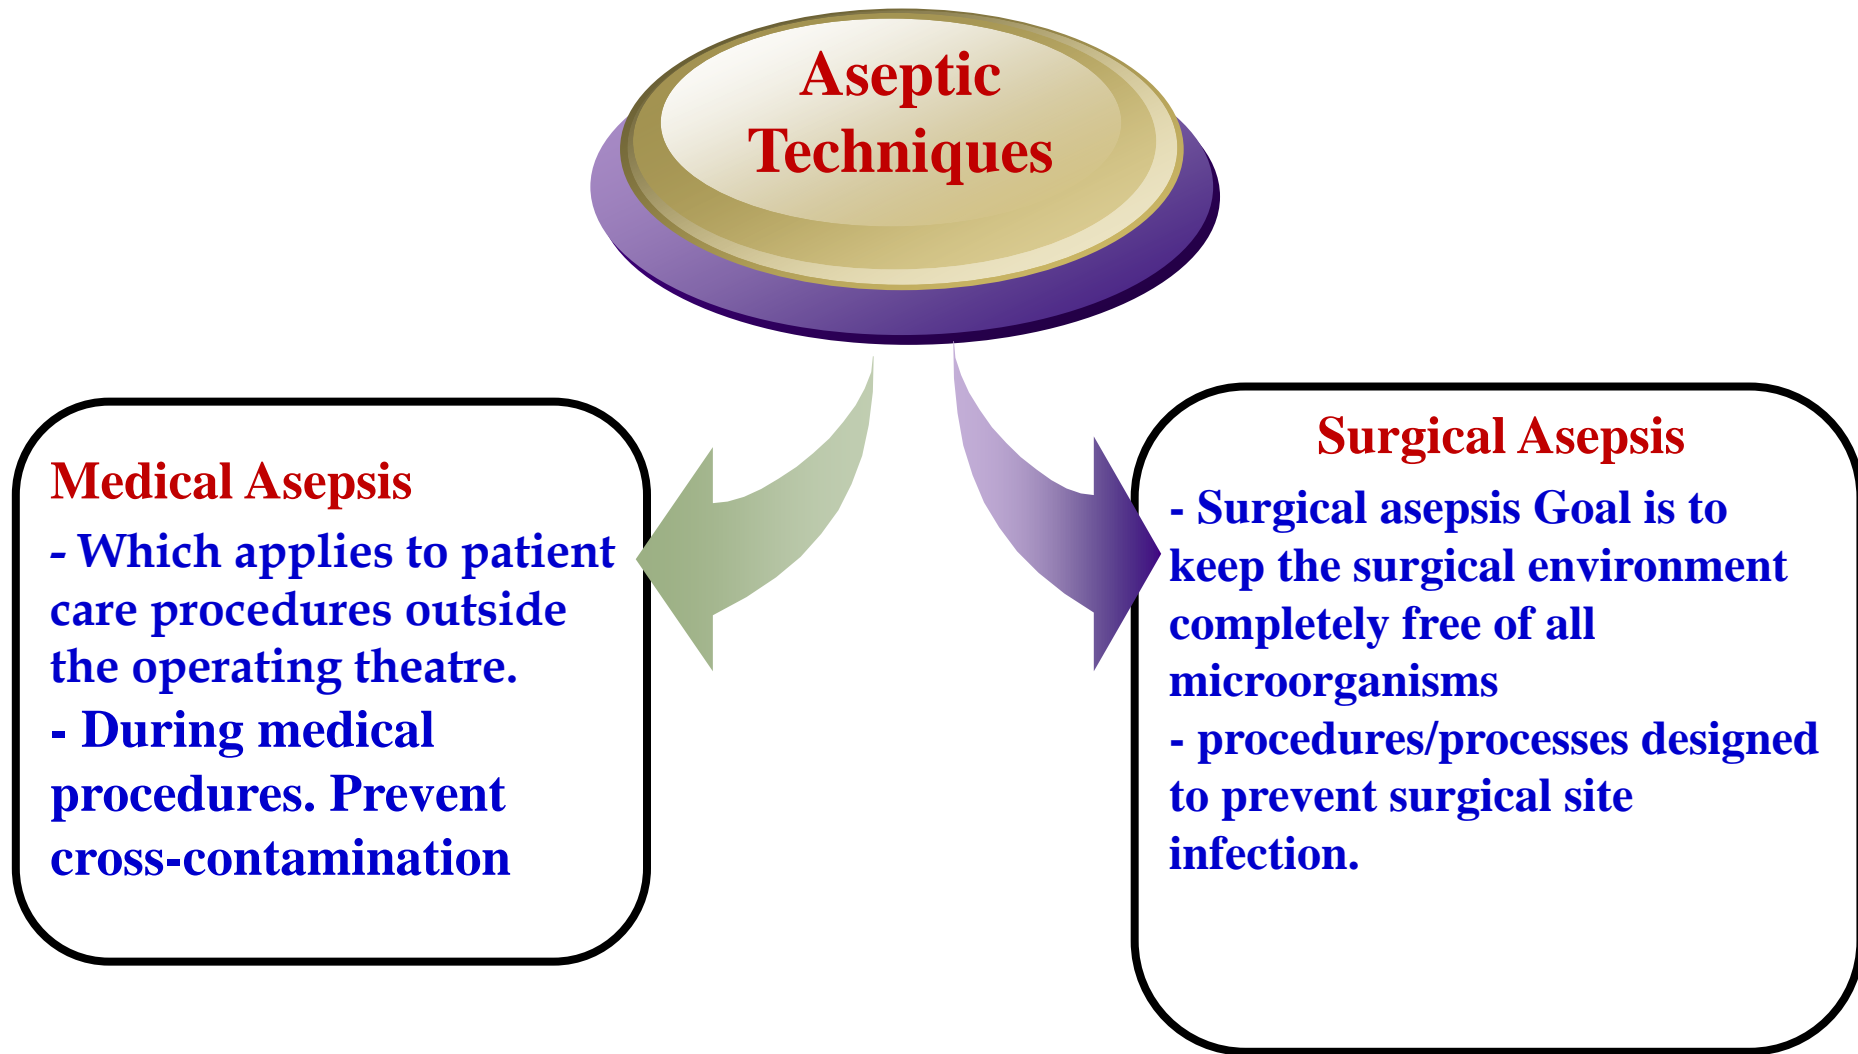 Aseptic
Techniques
Medical Asepsis
- Which applies to patient
care procedures outside
the operating theatre.
- During medical
procedures. Prevent
cross-contamination
Surgical Asepsis
- Surgical asepsis Goal is to
keep the surgical environment
completely free of all
microorganisms
- procedures/processes designed
to prevent surgical site
infection.